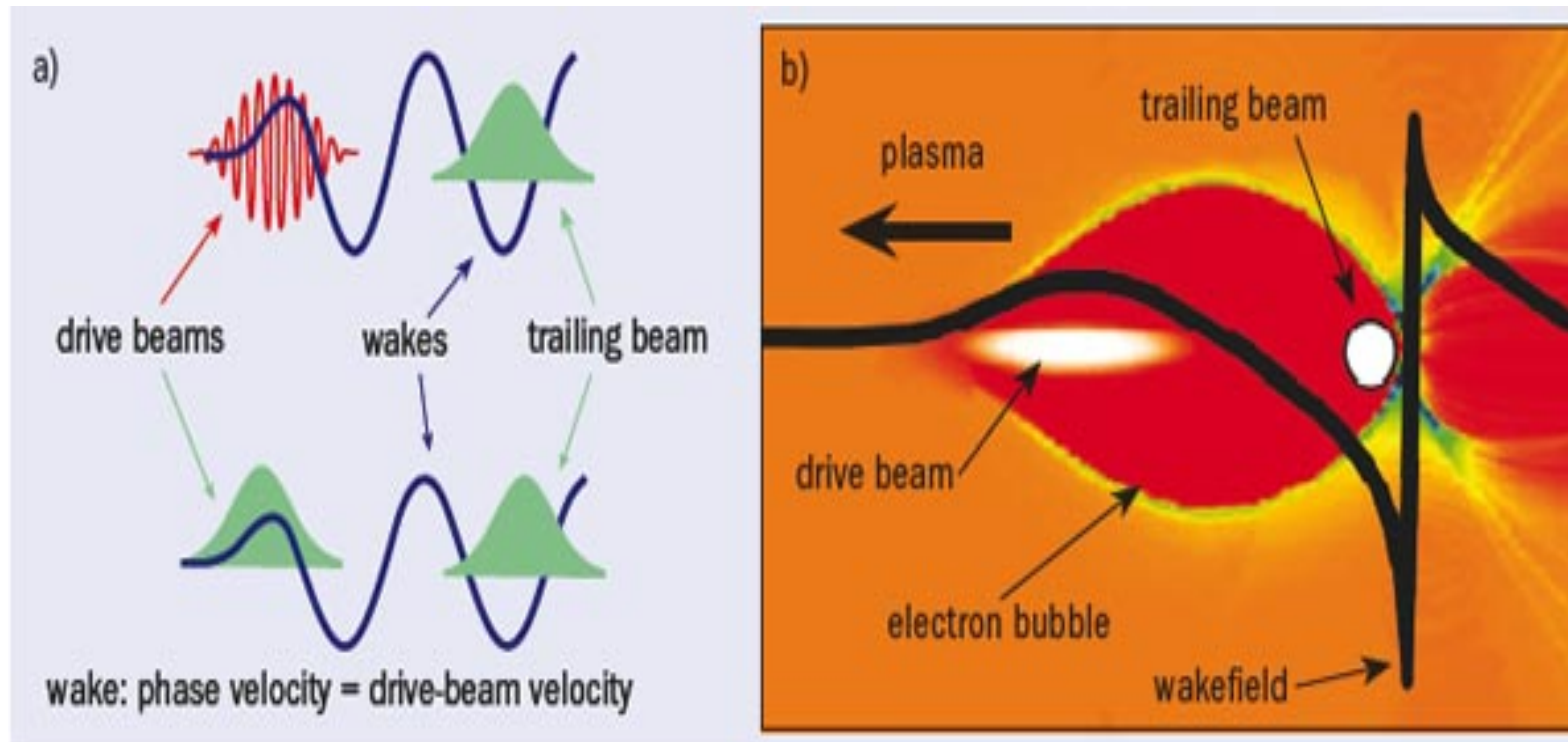 a)
drive beams
wakes
trailing beam
wake: phase velocity = drive-beam velocity
b)
trailing beam
plasma
drive beam
electron bubble
wakefield